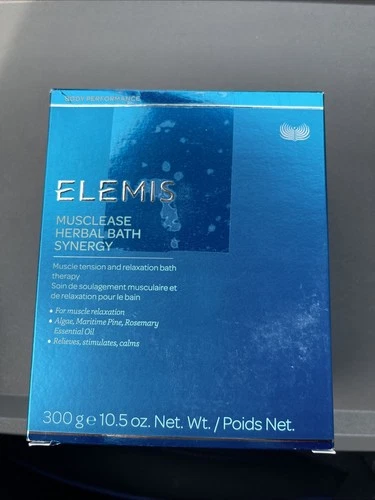 BODY PERFORMANCE
ELEMIS
MUSCLEASE
HERBAL BATH
SYNERGY
Muscle tension and relaxation bath
therapy
Soin de soulagement musculaire et
de relaxation pour le bain
• For muscle relaxation
• Algae, Maritime Pine, Rosemary
Essential Oil
• Relieves, stimulates, calms
300 g e 10.5 oz. Net. Wt. / Poids Net.